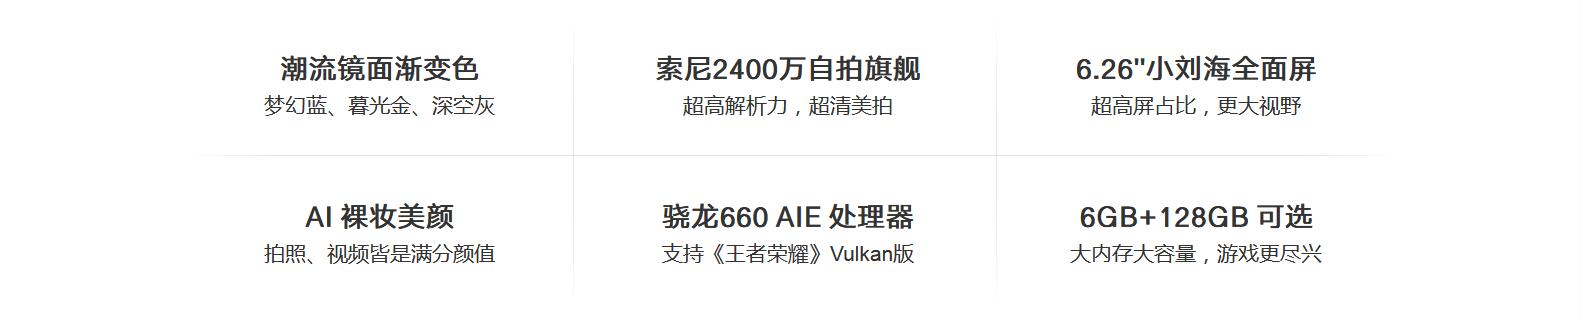 潮流镜面渐变色
梦幻蓝、暮光金、深空灰
索尼2400万自拍旗舰
超高解析力，超清美拍
6.26"小刘海全面屏
超高屏占比，更大视野
AI 裸妆美颜
拍照、视频皆是满分颜值
骁龙660 AIE 处理器
支持《王者荣耀》Vulkan版
6GB+128GB 可选
大内存大容量，游戏更尽兴